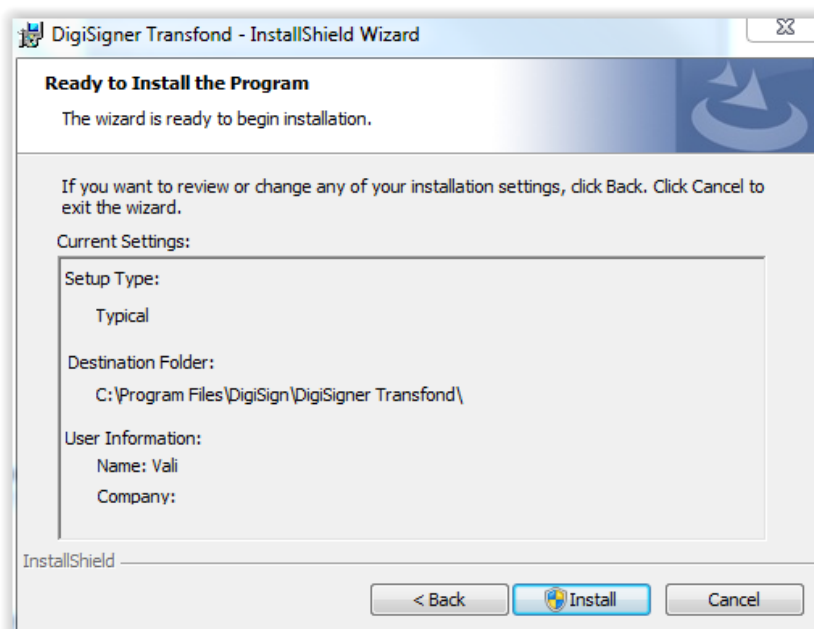 DigiSigner Transfond - InstallShield Wizard
Ready to Install the Program
The wizard is ready to begin installation.
If you want to review or change any of your installation settings, click Back. Click Cancel to
exit the wizard.
Current Settings:
Setup Type:
Typical
Destination Folder:
C:\Program Files\DigiSign\DigiSigner Transfond\
User Information:
Name: Vali
Company:
InstallShield
< Back
Install
Cancel